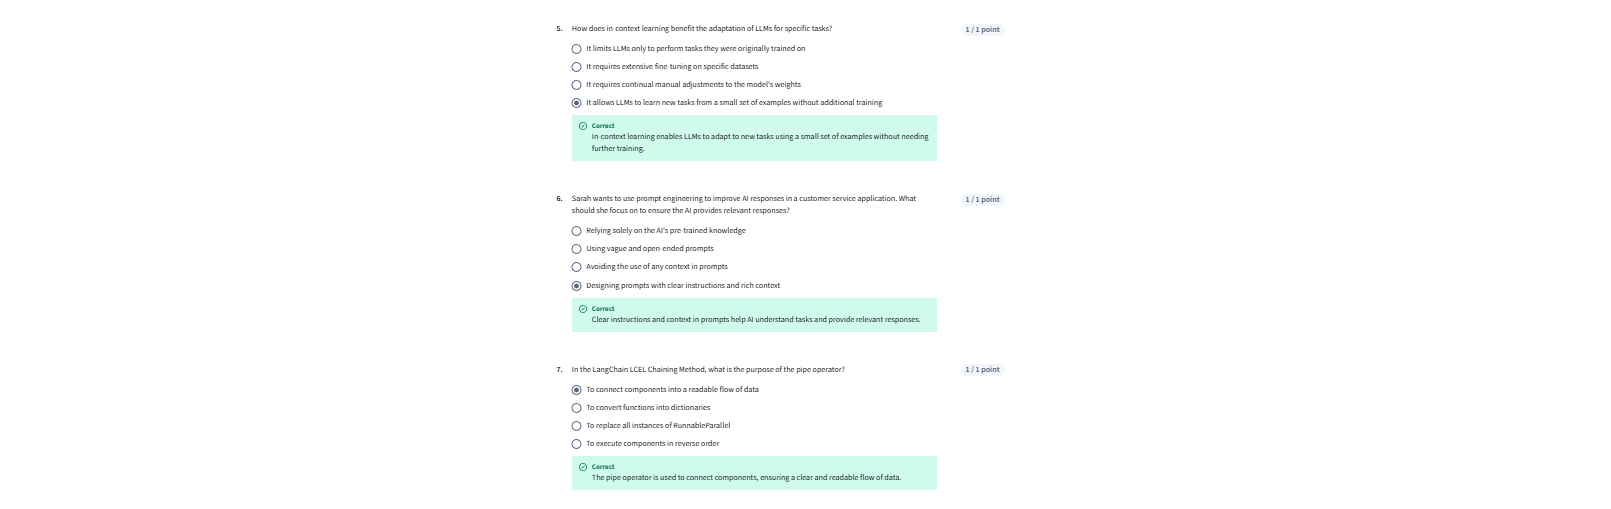 5. How does in-context learning benefit the adaptation of LLMs for specific tasks? 1 / 1 point
It limits LLMs only to perform tasks they were originally trained on
It requires extensive fine-tuning on specific datasets
It requires continual manual adjustments to the model's weights
It allows LLMs to learn new tasks from a small set of examples without additional training
Correct
In-context learning enables LLMs to adapt to new tasks using a small set of examples without needing
further training.
6. Sarah wants to use prompt engineering to improve AI responses in a customer service application. What 1 / 1 point
should she focus on to ensure the AI provides relevant responses?
Relying solely on the AI's pre-trained knowledge
Using vague and open-ended prompts
Avoiding the use of any context in prompts
Designing prompts with clear instructions and rich context
Correct
Clear instructions and context in prompts help AI understand tasks and provide relevant responses.
7. In the LangChain LCEL Chaining Method, what is the purpose of the pipe operator? 1 / 1 point
To connect components into a readable flow of data
To convert functions into dictionaries
To replace all instances of RunnableParallel
To execute components in reverse order
Correct
The pipe operator is used to connect components, ensuring a clear and readable flow of data.